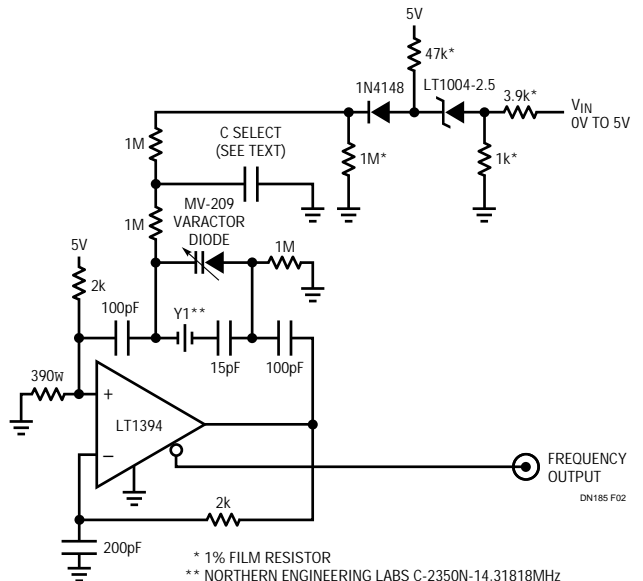 5V
47k*
1N4148
LT1004-2.5
3.9k*
VIN
0V TO 5V
1M
C SELECT
(SEE TEXT)
1M*
1k*
1M
MV-209
VARACTOR
DIODE
1M
5V
2k
100pF
Y1**
15pF
100pF
390W
+
LT1394
−
FREQUENCY
OUTPUT
DN185 F02
2k
200pF
* 1% FILM RESISTOR
** NORTHERN ENGINEERING LABS C-2350N-14.31818MHz